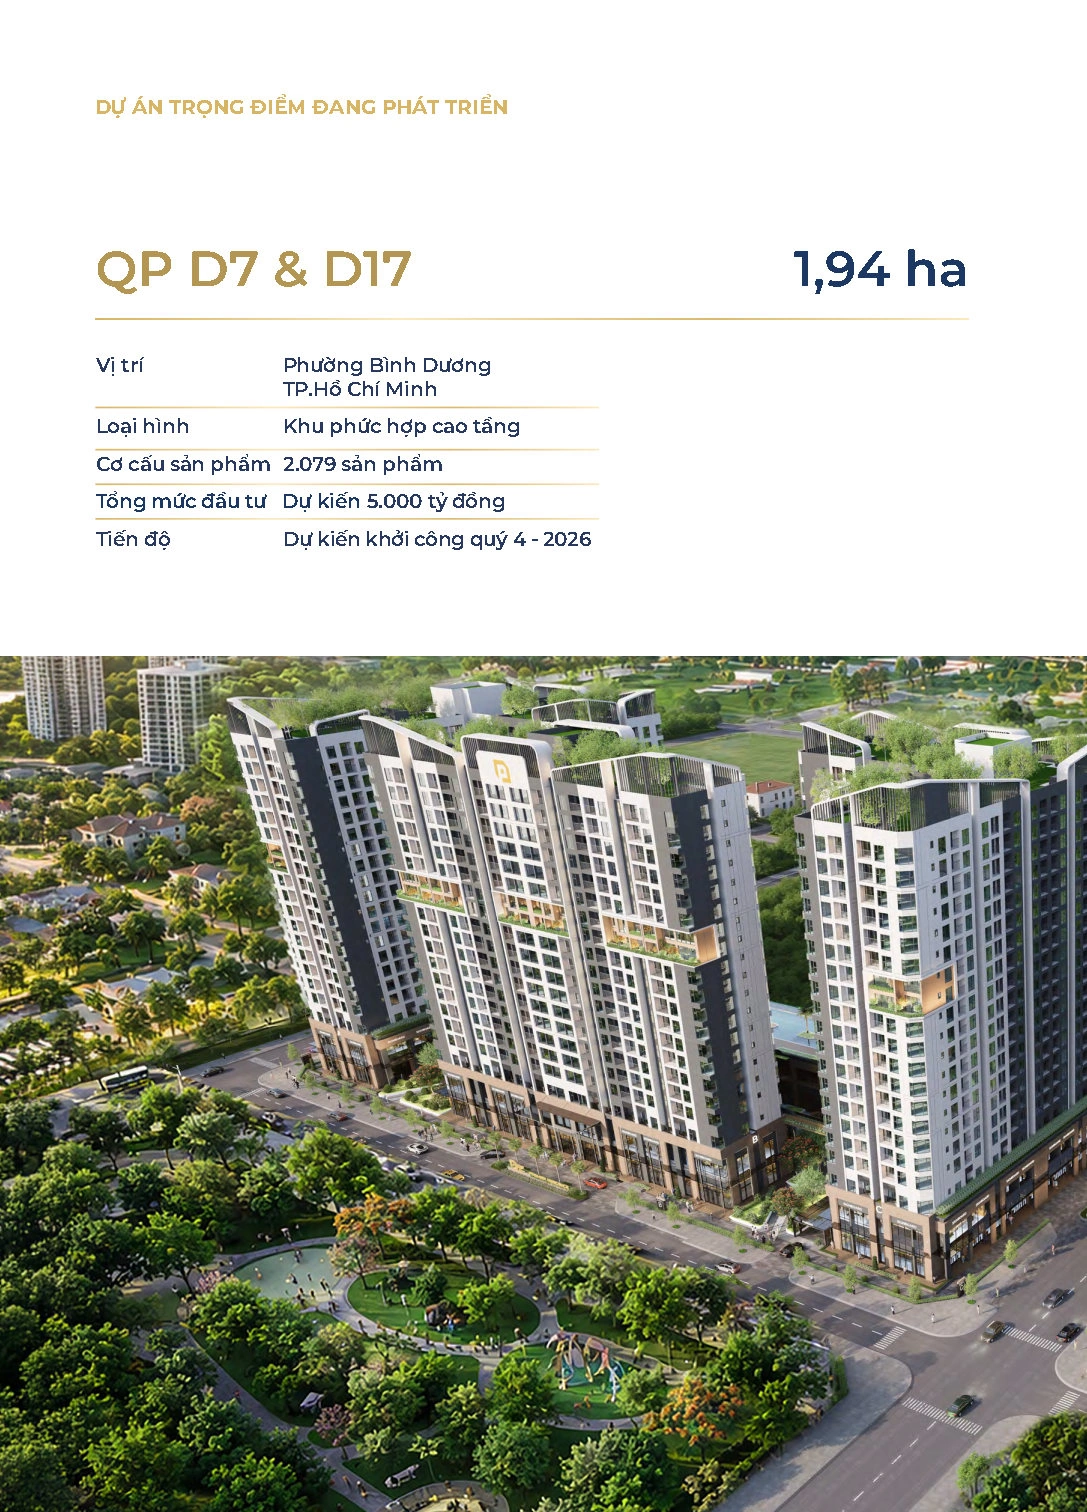 DỰ ÁN TRỌNG ĐIỂM ĐANG PHÁT TRIỂN
QP D7 & D17
1,94 ha
Vị trí
Phường Bình Dương
TP.Hồ Chí Minh
Loại hình
Khu phức hợp cao tầng
Cơ cấu sản phẩm
2.079 sản phẩm
Tổng mức đầu tư
Dự kiến 5.000 tỷ đồng
Tiến độ
Dự kiến khởi công quý 4 - 2026
P
B
C